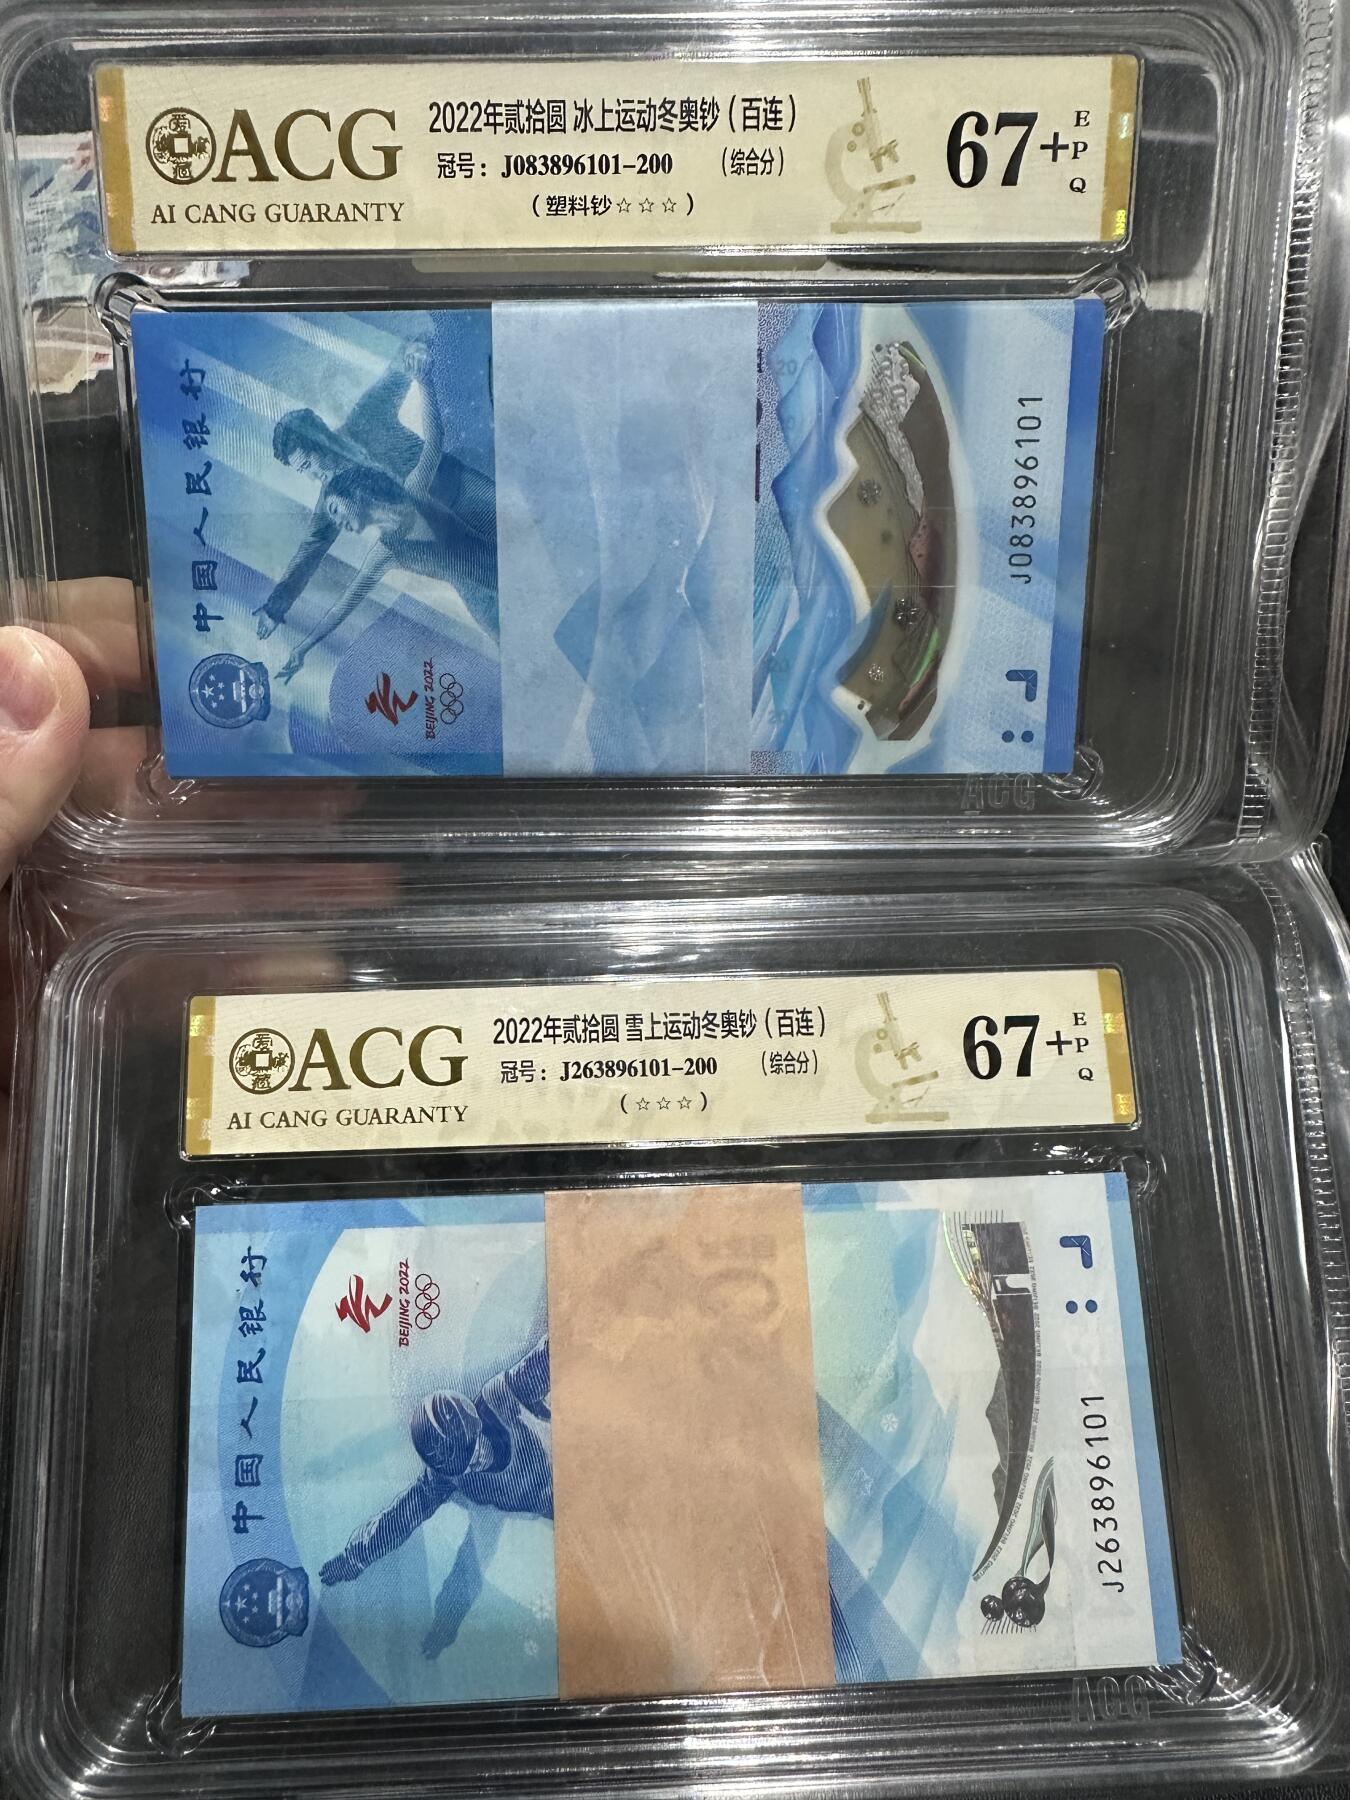 ACG
AI CANG GUARANTY
2022年贰拾圆 冰上运动冬奥钞（百连）
冠号：J083896101-200 （综合分）
（塑料钞☆☆☆）
67+
E
P
Q
中国人民银行
BEIJING 2022
J083896101
ACG
ACG
AI CANG GUARANTY
2022年贰拾圆 雪上运动冬奥钞（百连）
冠号：J263896101-200 （综合分）
（☆☆☆）
67+
E
P
Q
中国人民银行
BEIJING 2022
J263896101
ACG